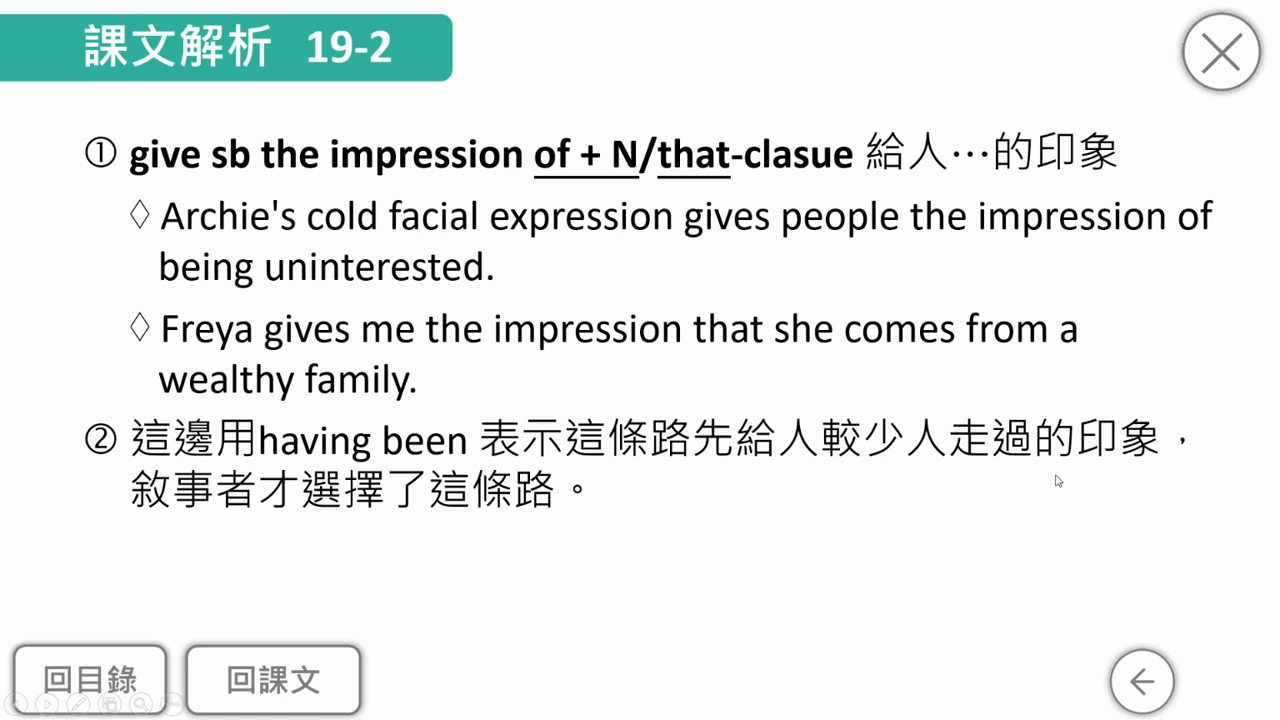 課文解析 19-2
① give sb the impression of + N/that-clasue 給人…的印象
◊ Archie's cold facial expression gives people the impression of
being uninterested.
◊ Freya gives me the impression that she comes from a
wealthy family.
② 這邊用having been 表示這條路先給人較少人走過的印象，
敘事者才選擇了這條路。
回目錄 回課文